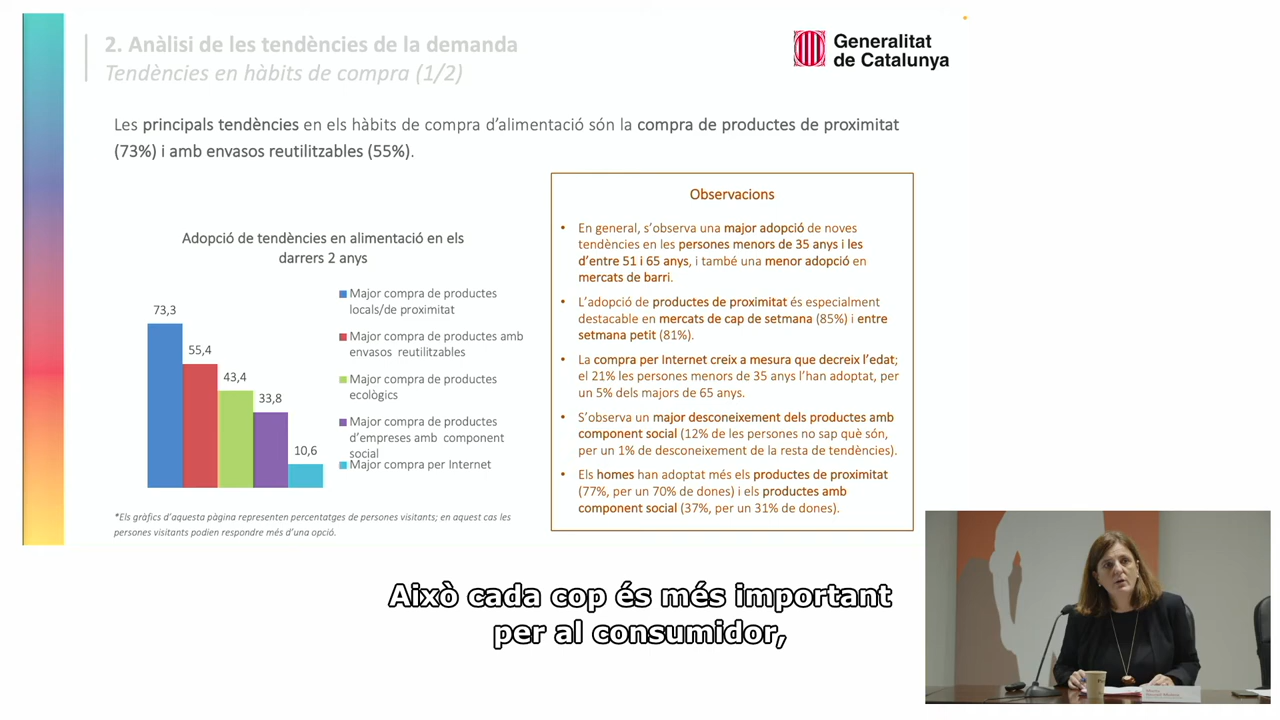 2. Anàlisi de les tendències de la demanda
Tendències en hàbits de compra (1/2)
Generalitat
de Catalunya
Les principals tendències en els hàbits de compra d'alimentació són la compra de productes de proximitat
(73%) i amb envasos reutilitzables (55%).
Adopció de tendències en alimentació en els
darrers 2 anys
73,3
55,4
43,4
33,8
10,6
Major compra de productes
locals/de proximitat
Major compra de productes amb
envasos reutilitzables
Major compra de productes
ecològics
Major compra de productes
d'empreses amb component
social
Major compra per Internet
*Els gràfics d'aquesta pàgina representen percentatges de persones visitants; en aquest cas les
persones visitants podien respondre més d'una opció.
Observacions
• En general, s'observa una major adopció de noves
tendències en les persones menors de 35 anys i les
d'entre 51 i 65 anys, i també una menor adopció en
mercats de barri.
• L'adopció de productes de proximitat és especialment
destacable en mercats de cap de setmana (85%) i entre
setmana petit (81%).
• La compra per Internet creix a mesura que decreix l'edat;
el 21% les persones menors de 35 anys l'han adoptat, per
un 5% dels majors de 65 anys.
• S'observa un major desconeixement dels productes amb
component social (12% de les persones no sap què són,
per un 1% de desconeixement de la resta de tendències).
• Els homes han adoptat més els productes de proximitat
(77%, per un 70% de dones) i els productes amb
component social (37%, per un 31% de dones).
Això cada cop és més important
per al consumidor,